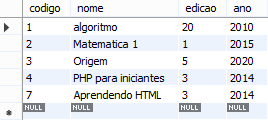 codigo nome edicao ano
1 algoritmo 20 2010
2 Matematica 1 1 2015
3 Origem 5 2020
4 PHP para iniciantes 3 2014
7 Aprendendo HTML 3 2014
NULL NULL NULL NULL